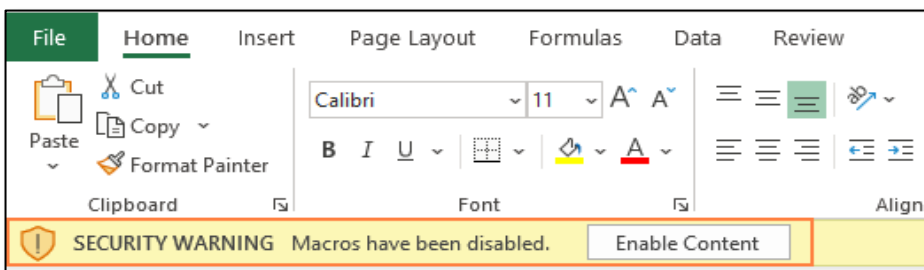 File Home Insert Page Layout Formulas Data Review
Cut
Copy
Paste
Format Painter
Calibri 11 A A
B I U A
Clipboard Font Align
SECURITY WARNING Macros have been disabled. Enable Content